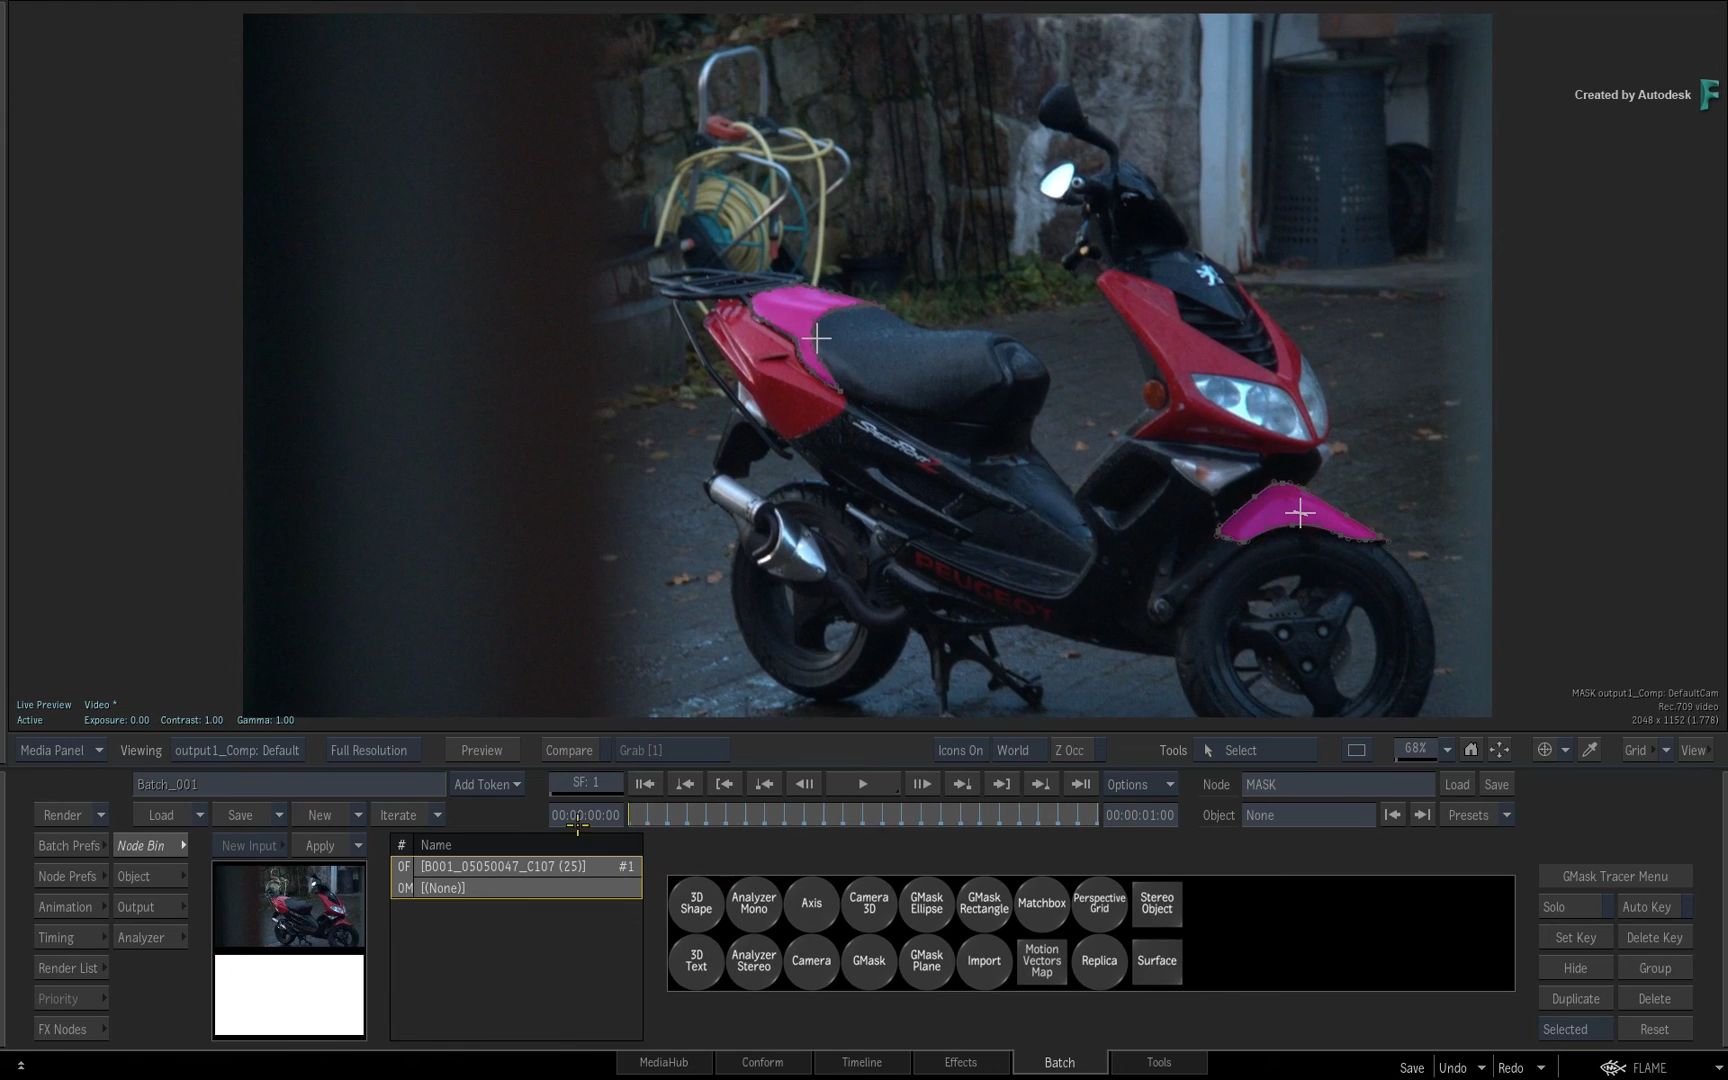 Created by Autodesk
SPEEDFIGHT 2
PEUGEOT
Live Preview Video *
Active Exposure: 0.00 Contrast: 1.00 Gamma: 1.00
MASK output1_Comp: DefaultCam
Rec.709 video
2048 x 1152 (1.778)
Media Panel Viewing output1_Comp: Default Full Resolution Preview Compare Grab [1] Icons On World Z Occ Tools Select 68% Grid View
Batch_001 Add Token SF: 1 Options Node MASK Load Save
Render Load Save New Iterate 00:00:00:00 00:00:01:00 Object None Presets
Batch Prefs Node Bin New Input Apply # Name
0F [B001_05050047_C107 (25)] #1
0M [(None)]
Node Prefs Object
Animation Output
Timing Analyzer
Render List
Priority
FX Nodes
3D Shape Analyzer Mono Axis Camera 3D GMask Ellipse GMask Rectangle Matchbox Perspective Grid Stereo Object
3D Text Analyzer Stereo Camera GMask GMask Plane Import Motion Vectors Map Replica Surface
GMask Tracer Menu
Solo Auto Key
Set Key Delete Key
Hide Group
Duplicate Delete
Selected Reset
MediaHub Conform Timeline Effects Batch Tools Save Undo Redo FLAME